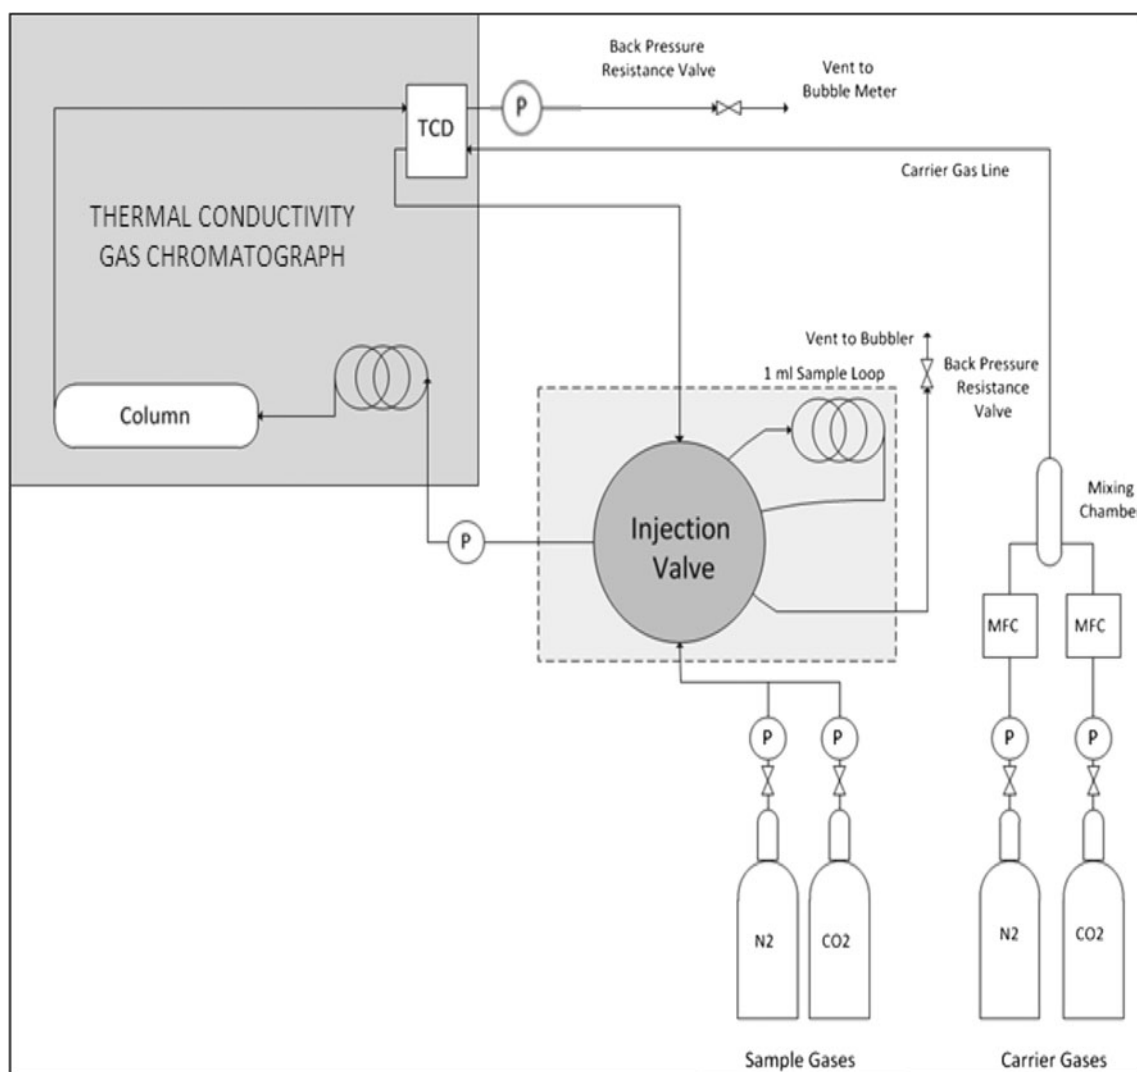 Back Pressure
Resistance Valve
Vent to
Bubble Meter
P
TCD
Carrier Gas Line
THERMAL CONDUCTIVITY
GAS CHROMATOGRAPH
Vent to Bubbler
Back Pressure
Resistance
Valve
1 ml Sample Loop
Column
Mixing
Chamber
Injection
Valve
P
MFC
MFC
P
P
P
P
N2
CO2
N2
CO2
Sample Gases
Carrier Gases